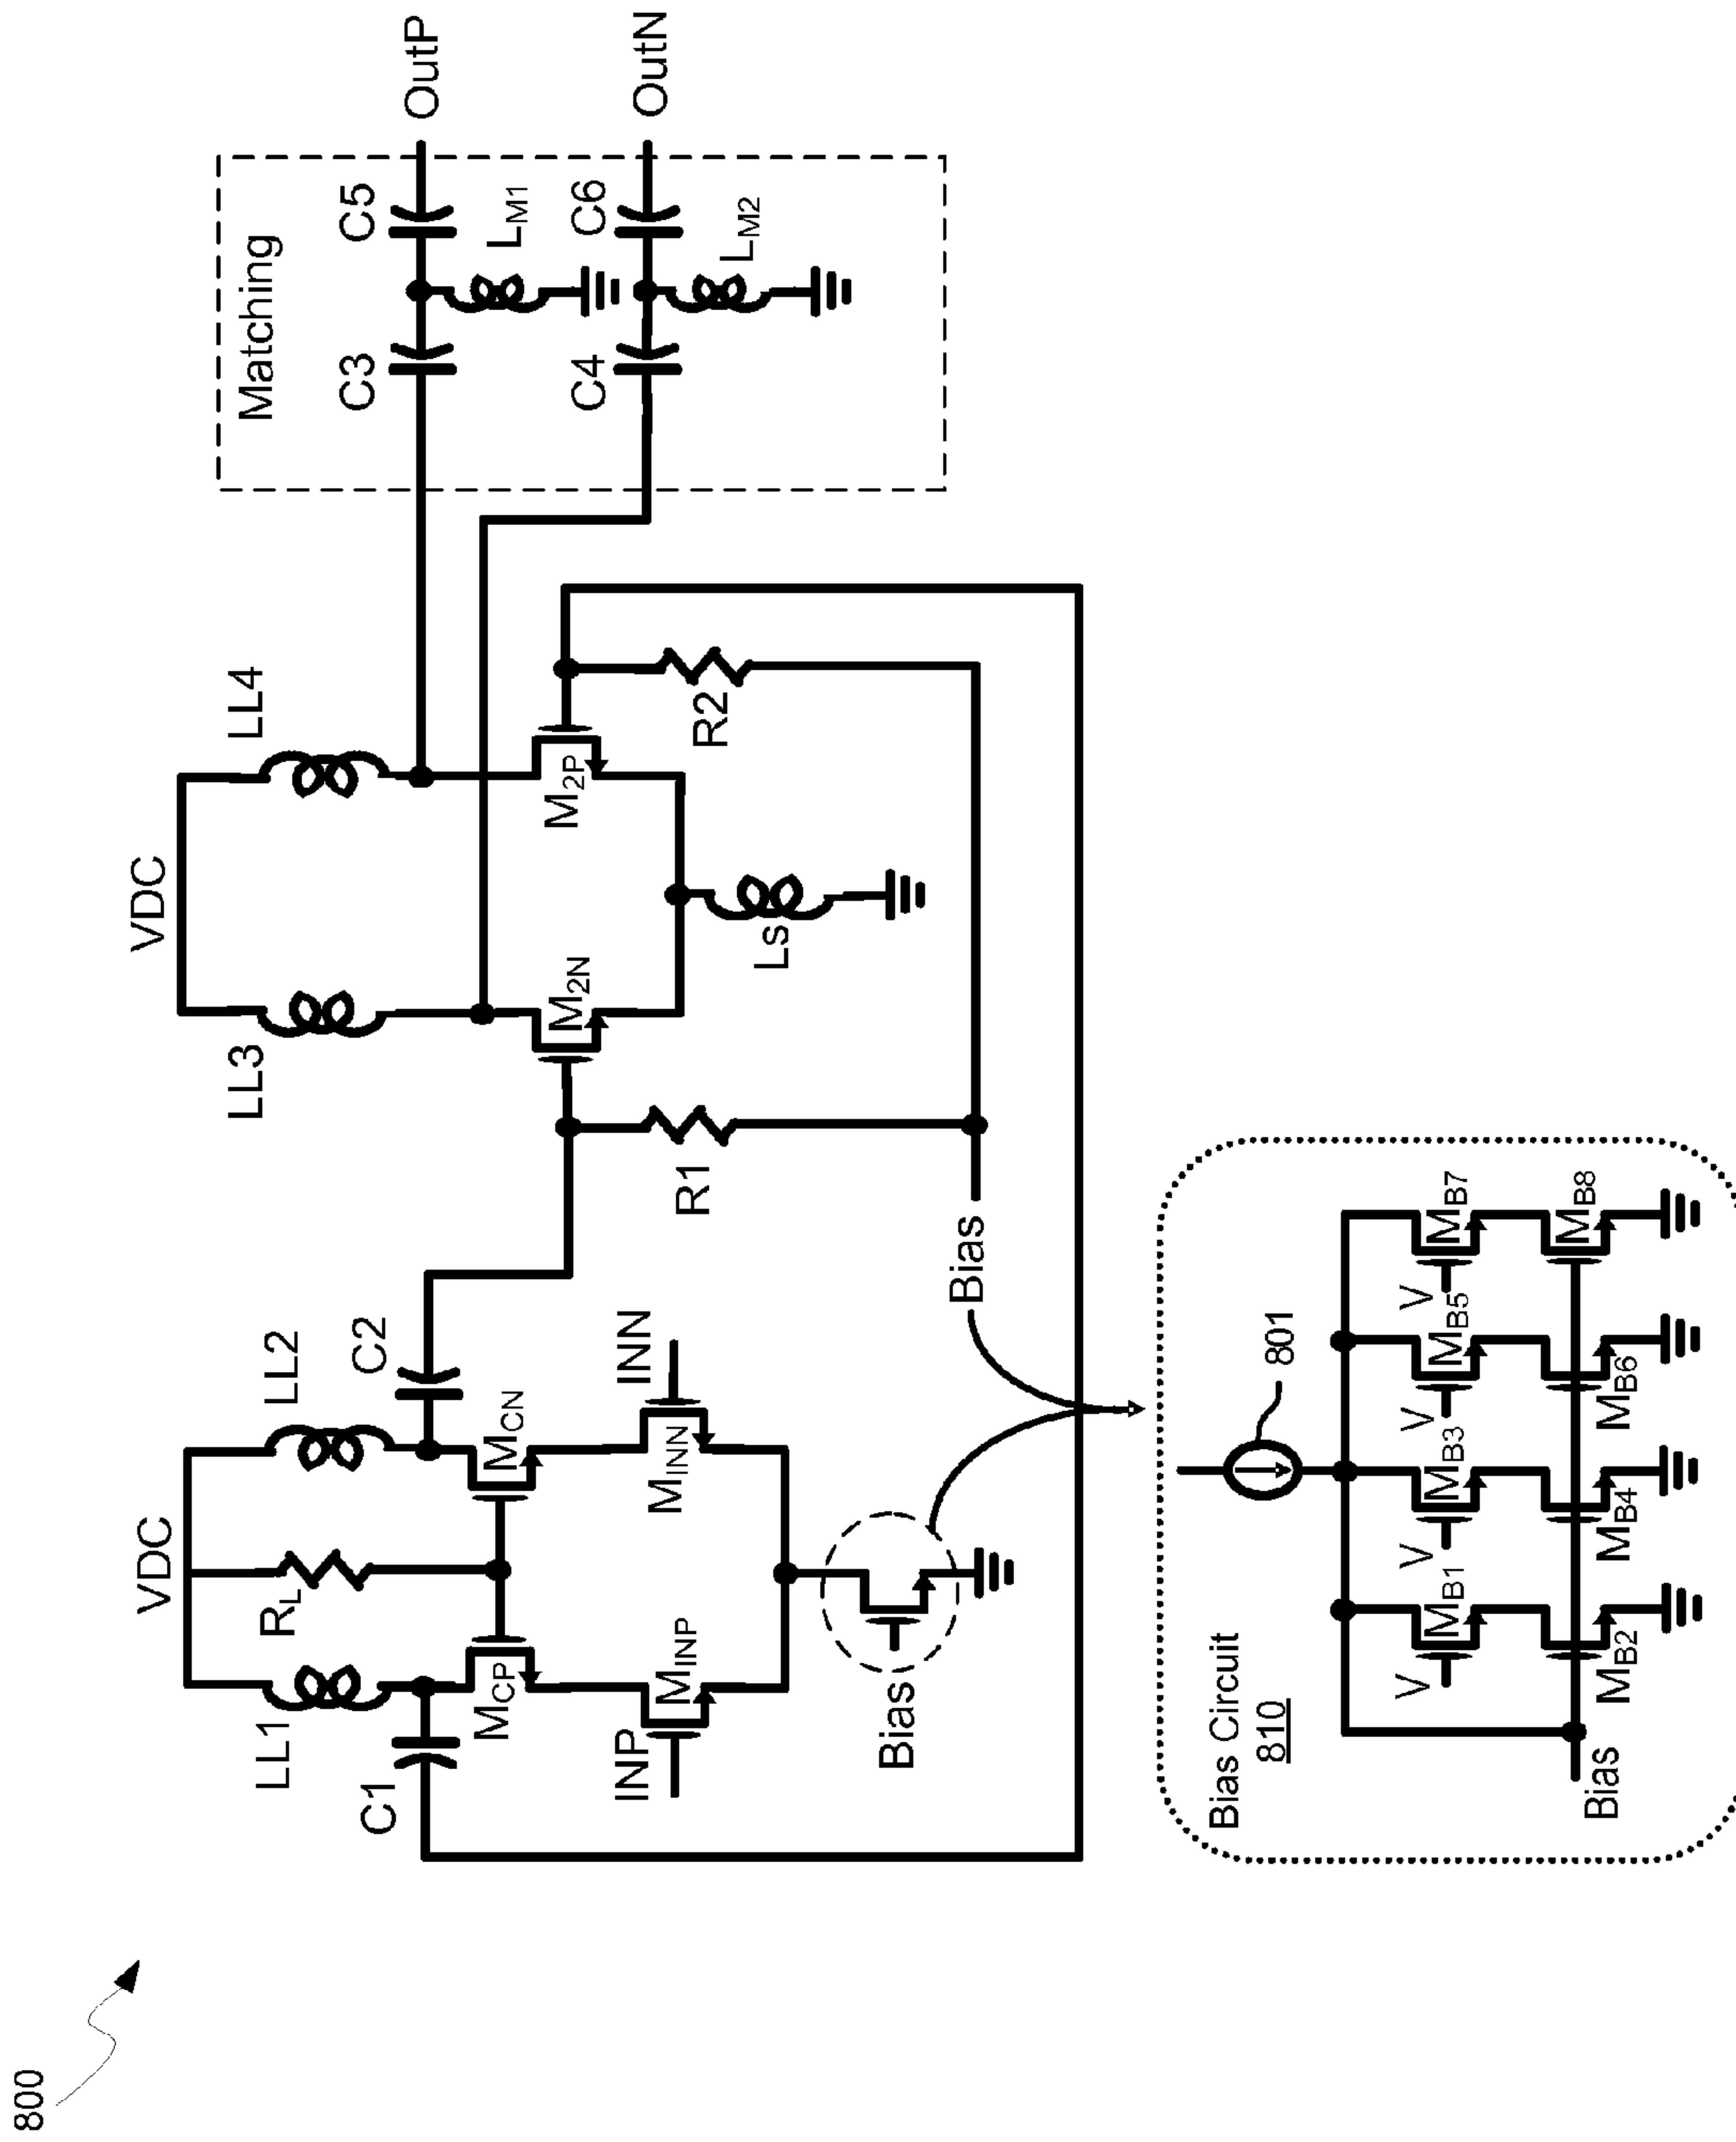 800
VDC
LL1
RL
LL2
C1
C2
MCP
MCN
INP
MINP
MINN
INN
Bias
VDC
LL3
LL4
M2N
M2P
R1
Ls
R2
Bias
Matching
C3
C5
LM1
OutP
C4
C6
LM2
OutN
Bias Circuit
810
801
V
MB1
V
MB3
V
MB5
V
MB7
MB2
MB4
MB6
MB8
Bias